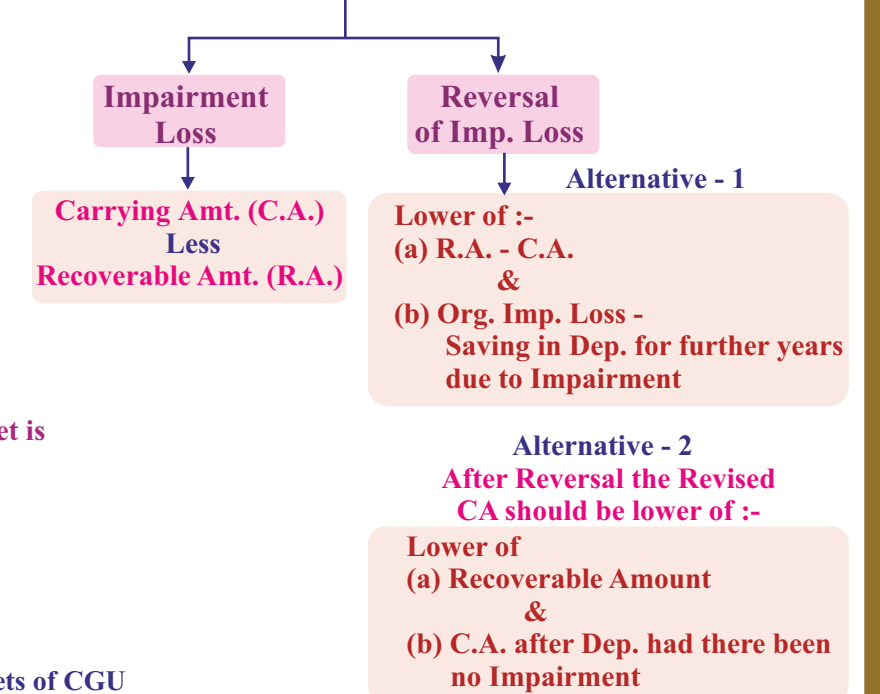 Impairment
Loss
Carrying Amt. (C.A.)
Less
Recoverable Amt. (R.A.)
Reversal
of Imp. Loss
Alternative - 1
Lower of :-
(a) R.A. - C.A.
&
(b) Org. Imp. Loss -
Saving in Dep. for further years
due to Impairment
et is
Alternative - 2
After Reversal the Revised
CA should be lower of :-
Lower of
(a) Recoverable Amount
&
(b) C.A. after Dep. had there been
no Impairment
ets of CGU